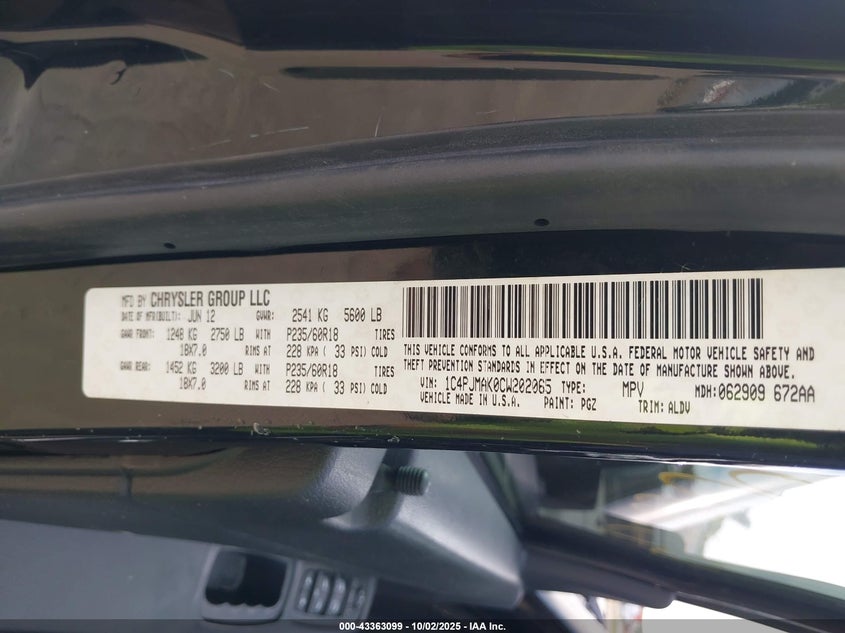 MFD BY CHRYSLER GROUP LLC
DATE OF MFR(BUILT): JUN 12 GVWR: 2541 KG 5600 LB
GAWR FRONT: 1248 KG 2750 LB WITH P235/60R18 TIRES
18X7.0 RIMS AT 228 KPA ( 33 PSI) COLD
GAWR REAR: 1452 KG 3200 LB WITH P235/60R18 TIRES
18X7.0 RIMS AT 228 KPA ( 33 PSI) COLD
THIS VEHICLE CONFORMS TO ALL APPLICABLE U.S.A. FEDERAL MOTOR VEHICLE SAFETY AND
THEFT PREVENTION STANDARDS IN EFFECT ON THE DATE OF MANUFACTURE SHOWN ABOVE.
VIN: 1C4PJMAK0CW202065 TYPE: MPV MDH:062909 672AA
VEHICLE MADE IN U.S.A. PAINT: PGZ TRIM: ALDV
000-43363099 - 10/02/2025 - IAA Inc.